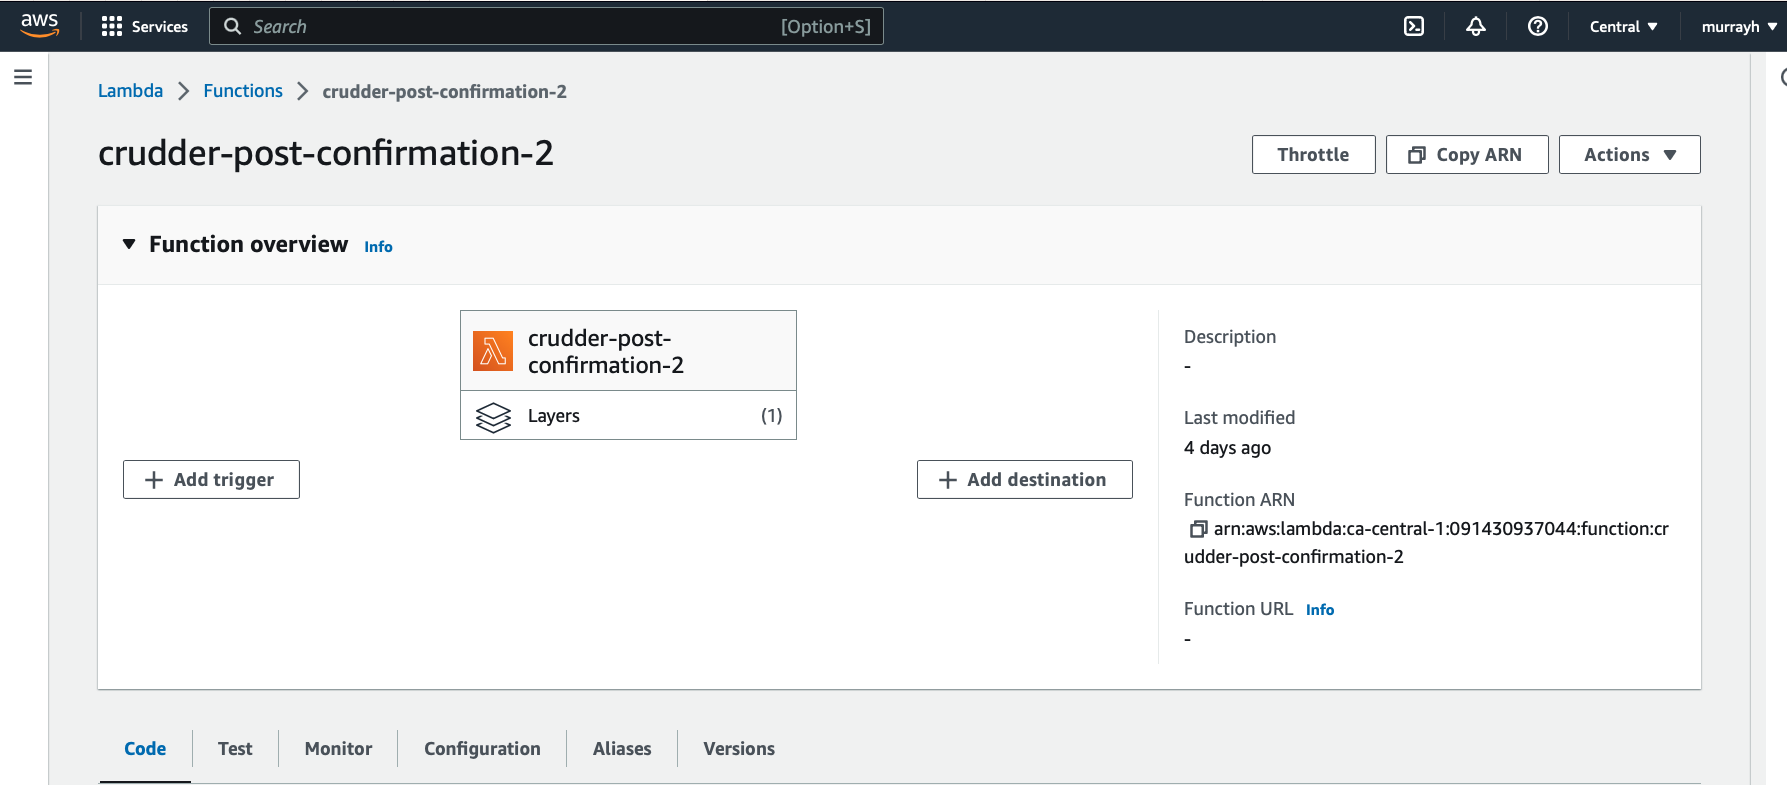 aws Services Search [Option+S] Central murrayh
Lambda Functions crudder-post-confirmation-2
crudder-post-confirmation-2
Throttle Copy ARN Actions
Function overview Info
crudder-post-
confirmation-2
Layers (1)
Add trigger
Add destination
Description
-
Last modified
4 days ago
Function ARN
arn:aws:lambda:ca-central-1:091430937044:function:cr
udder-post-confirmation-2
Function URL Info
-
Code Test Monitor Configuration Aliases Versions